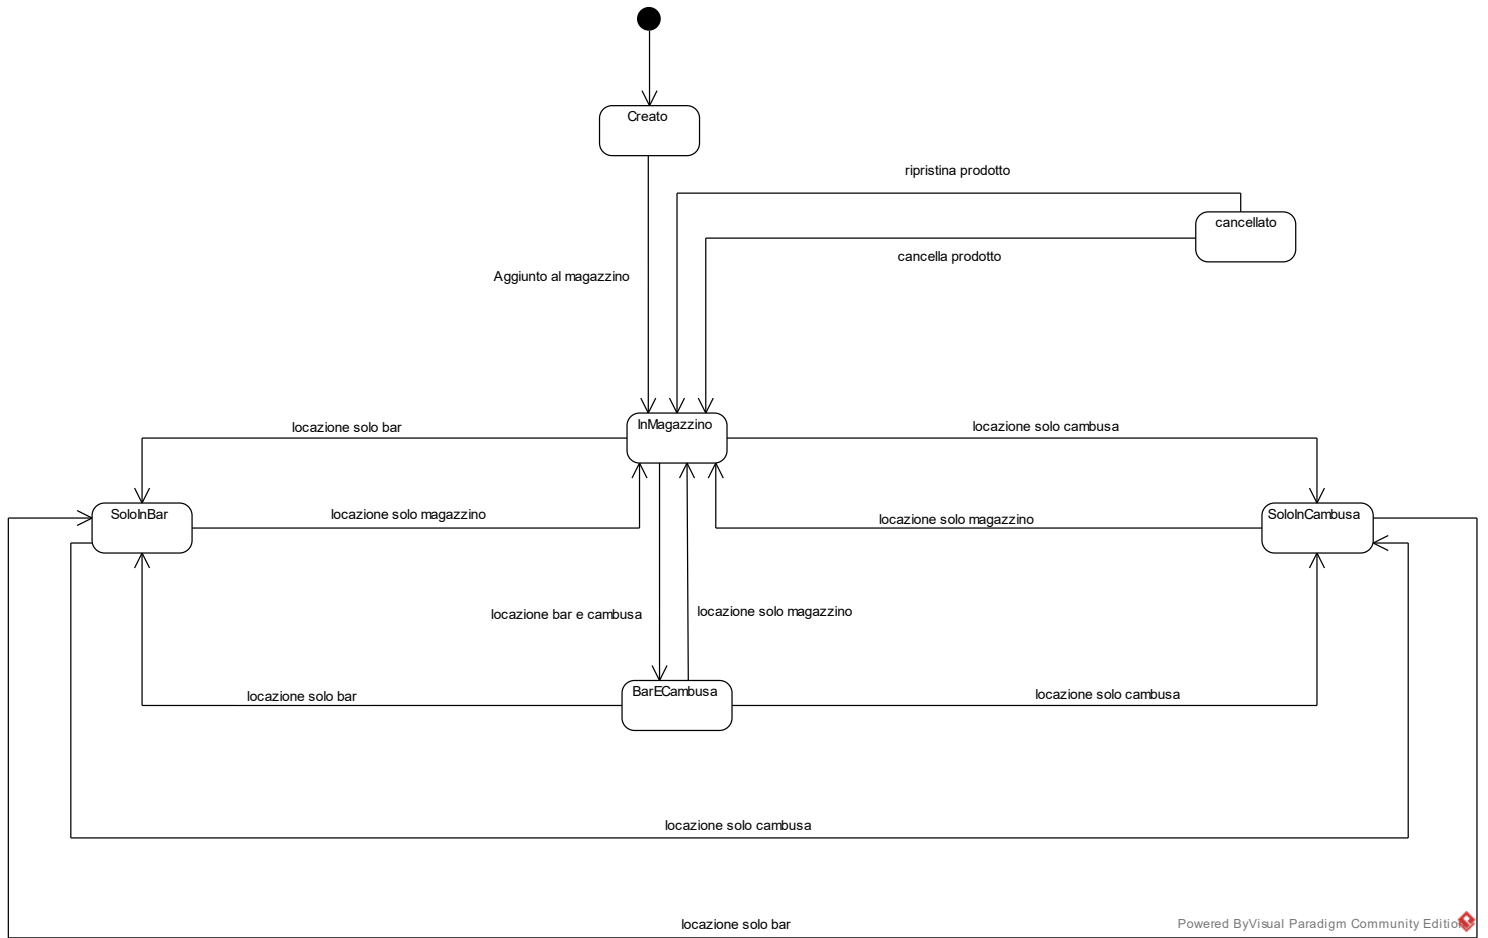 Creato
ripristina prodotto
cancellato
cancella prodotto
Aggiunto al magazzino
InMagazzino
locazione solo bar
locazione solo cambusa
SoloInBar
SoloInCambusa
locazione solo magazzino
locazione solo magazzino
locazione bar e cambusa
locazione solo magazzino
BarECambusa
locazione solo bar
locazione solo cambusa
locazione solo cambusa
locazione solo bar
Powered ByVisual Paradigm Community Edition